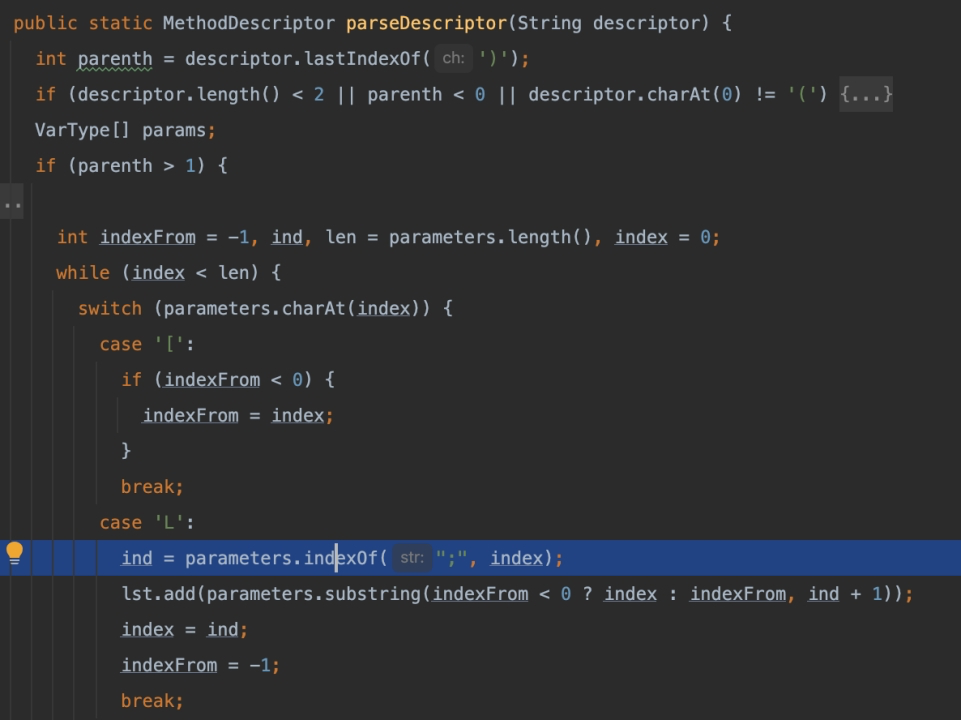 public static MethodDescriptor parseDescriptor(String descriptor) {
int parenth = descriptor.lastIndexOf( ch: ')');
if (descriptor.length() < 2 || parenth < 0 || descriptor.charAt(0) != '(') {...}
VarType[] params;
if (parenth > 1) {
..
int indexFrom = -1, ind, len = parameters.length(), index = 0;
while (index < len) {
switch (parameters.charAt(index)) {
case '[':
if (indexFrom < 0) {
indexFrom = index;
}
break;
case 'L':
ind = parameters.indexOf( str: ";", index);
lst.add(parameters.substring(indexFrom < 0 ? index : indexFrom, ind + 1));
index = ind;
indexFrom = -1;
break;